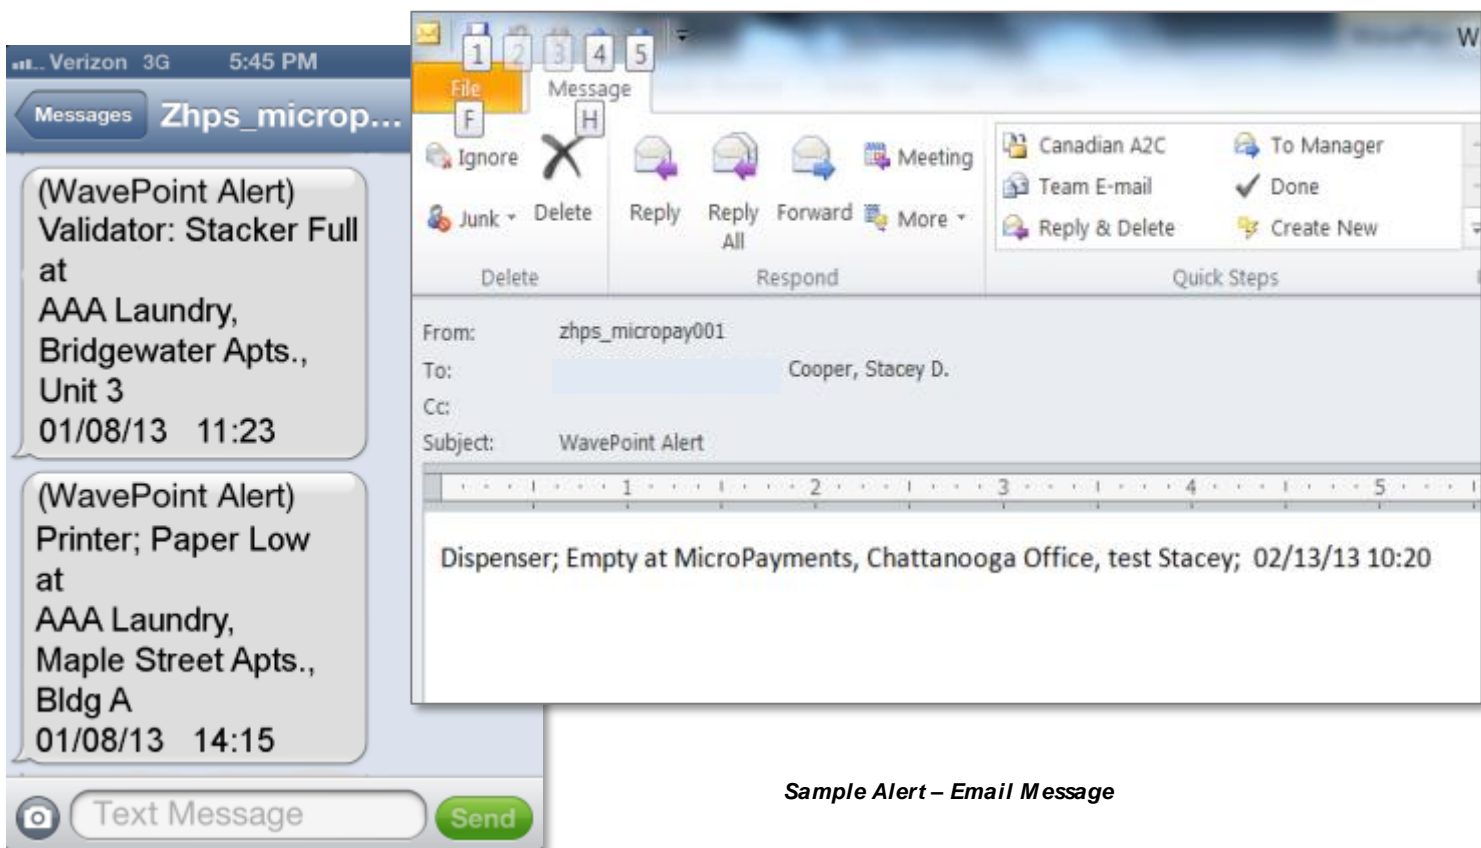 Verizon 3G 5:45 PM
Messages Zhps_microp...
(WavePoint Alert)
Validator: Stacker Full
at
AAA Laundry,
Bridgewater Apts.,
Unit 3
01/08/13 11:23
(WavePoint Alert)
Printer; Paper Low
at
AAA Laundry,
Maple Street Apts.,
Bldg A
01/08/13 14:15
Text Message Send
W
1 2 3 4 5
File Message
F H
Ignore
Junk
Delete
Reply
Reply All
Forward
Meeting
More
Canadian A2C To Manager
Team E-mail Done
Reply & Delete Create New
Delete Respond Quick Steps
From: zhps_micropay001
To: Cooper, Stacey D.
Cc:
Subject: WavePoint Alert
1 2 3 4 5
Dispenser; Empty at MicroPayments, Chattanooga Office, test Stacey; 02/13/13 10:20
Sample Alert – Email Message